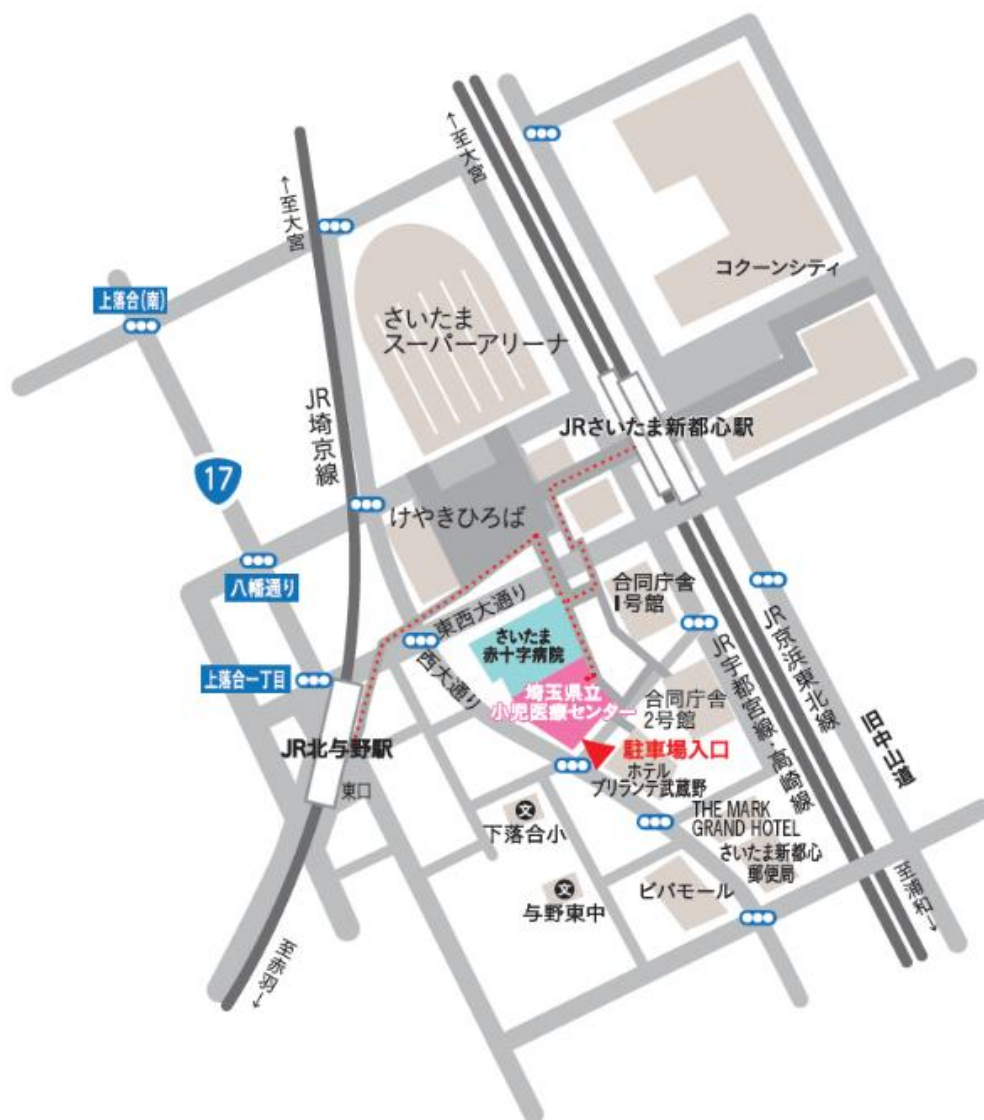 ←至大宮
←至大宮
コクーンシティ
上落合(南)
さいたま
スーパーアリーナ
JR埼京線
JRさいたま新都心駅
17
けやきひろば
八幡通り
合同庁舎
1号館
東西大通り
さいたま
赤十字病院
上落合一丁目
西大通り
埼玉県立
小児医療センター
合同庁舎
2号館
JR宇都宮線・高崎線
JR京浜東北線
旧中山道
JR北与野駅
東口
駐車場入口
ホテル
ブリランテ武蔵野
文
下落合小
THE MARK
GRAND HOTEL
さいたま新都心
郵便局
文
与野東中
ビバモール
至浦和→
至赤羽→